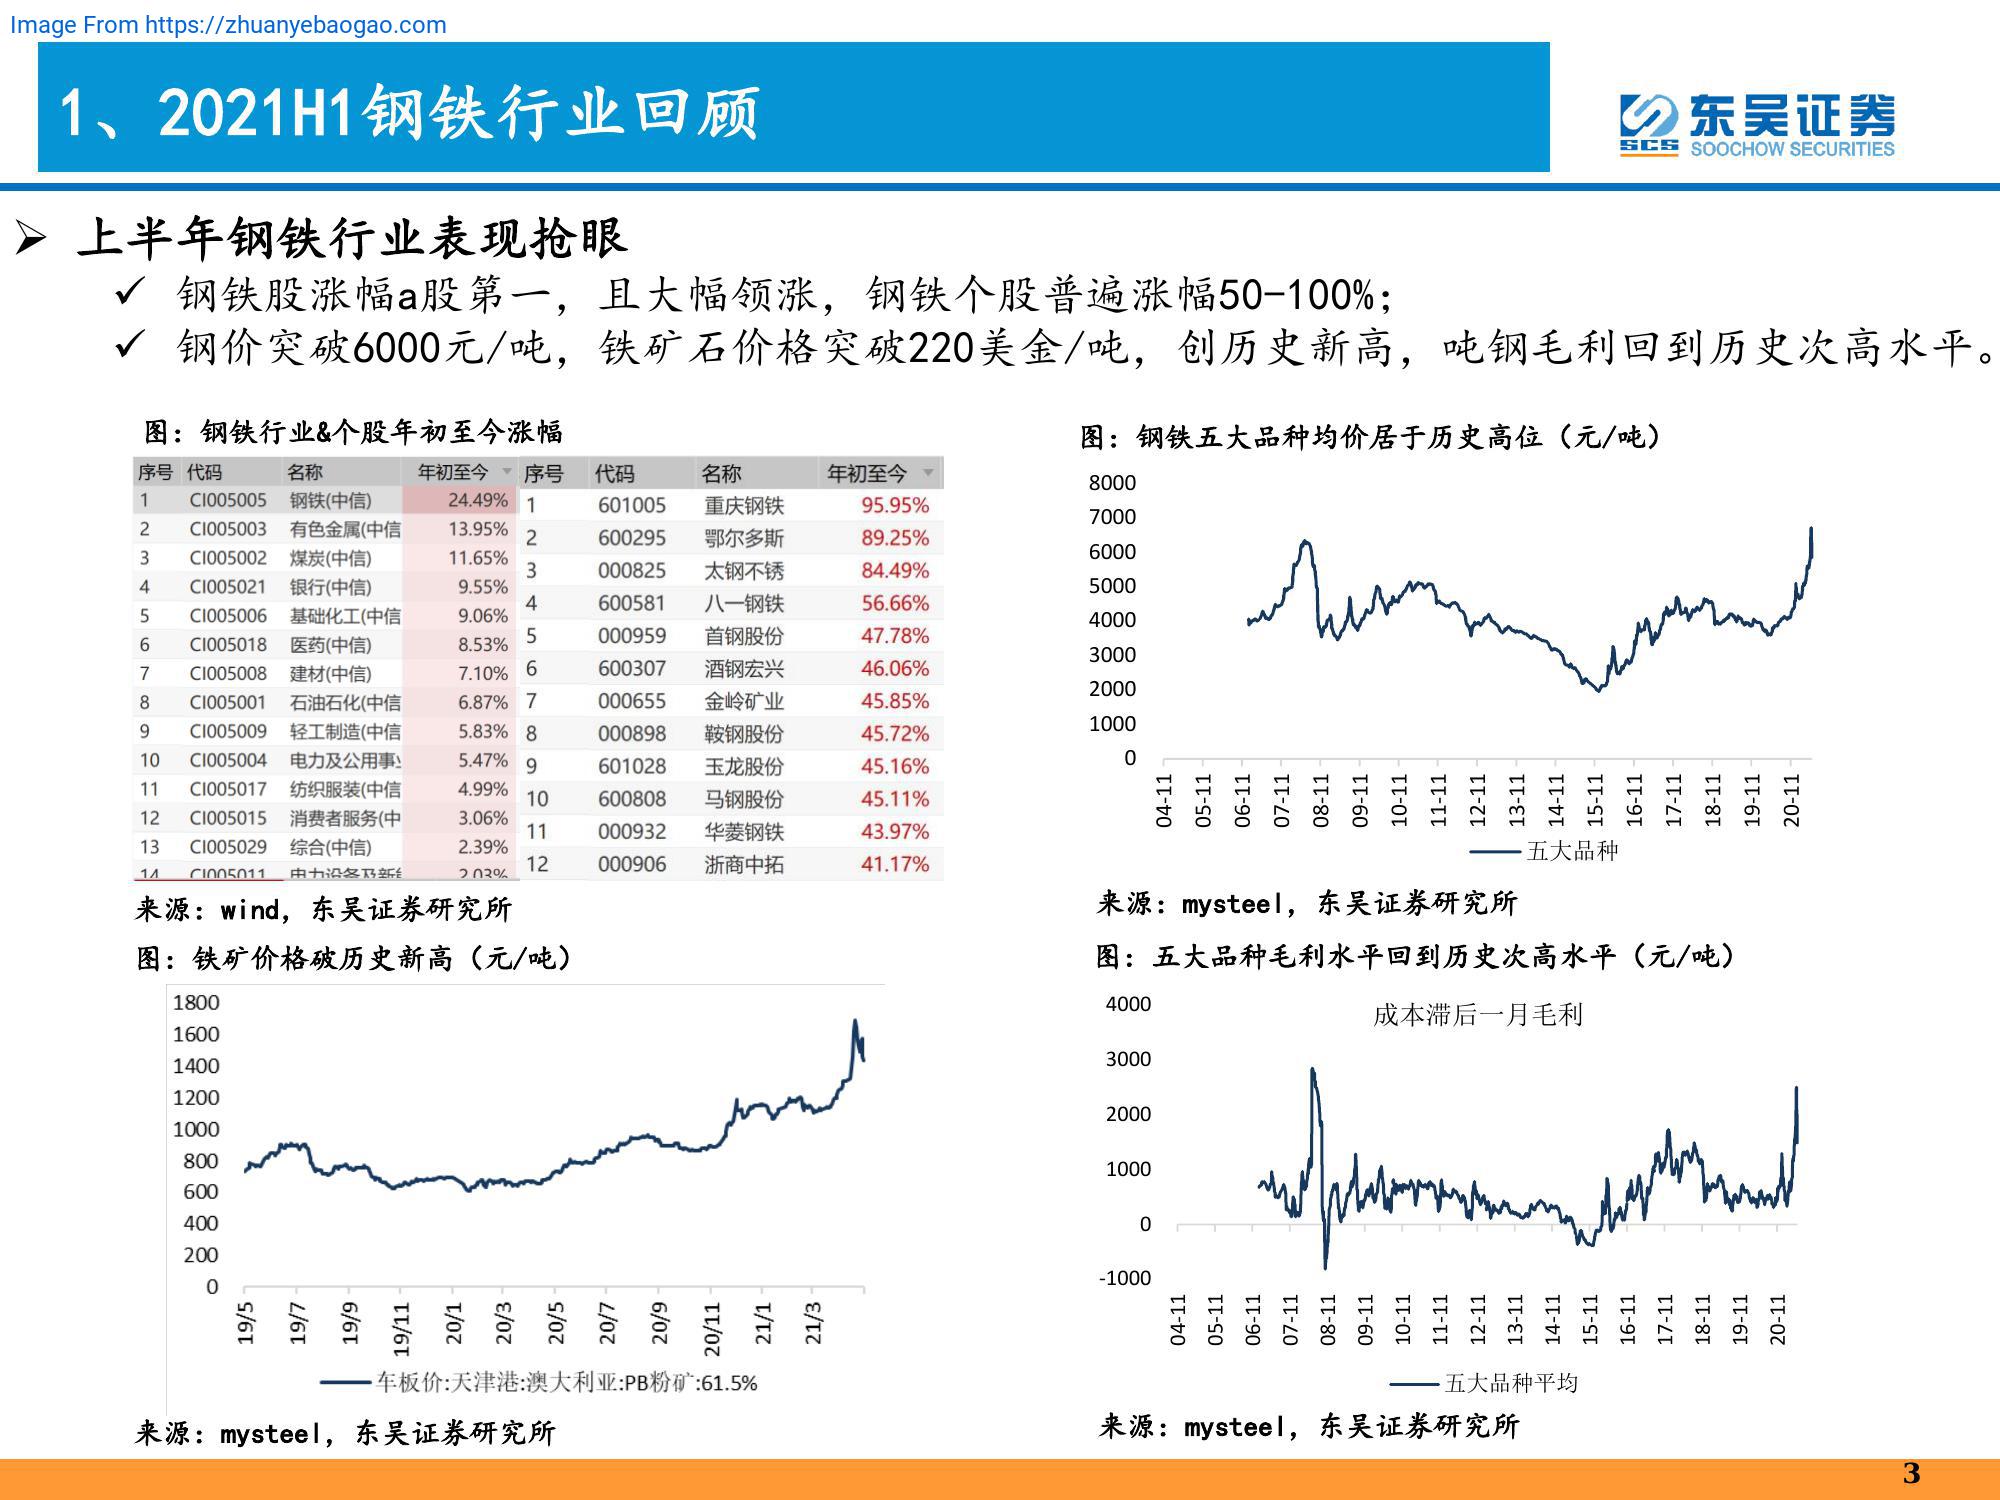 Image From https://zhuanyebaogao.com
1、2021H1钢铁行业回顾
东吴证券
SCS
SOOCHOW SECURITIES
上半年钢铁行业表现抢眼
钢铁股涨幅a股第一，且大幅领涨，钢铁个股普遍涨幅50-100%；
钢价突破6000元/吨，铁矿石价格突破220美金/吨，创历史新高，吨钢毛利回到历史次高水平。
图：钢铁行业&个股年初至今涨幅
序号 代码 名称 年初至今
1 CI005005 钢铁(中信) 24.49%
2 CI005003 有色金属(中信 13.95%
3 CI005002 煤炭(中信) 11.65%
4 CI005021 银行(中信) 9.55%
5 CI005006 基础化工(中信 9.06%
6 CI005018 医药(中信) 8.53%
7 CI005008 建材(中信) 7.10%
8 CI005001 石油石化(中信 6.87%
9 CI005009 轻工制造(中信 5.83%
10 CI005004 电力及公用事业 5.47%
11 CI005017 纺织服装(中信 4.99%
12 CI005015 消费者服务(中 3.06%
13 CI005029 综合(中信) 2.39%
14 CI005011 电力设备及新能 2.03%
序号 代码 名称 年初至今
1 601005 重庆钢铁 95.95%
2 600295 鄂尔多斯 89.25%
3 000825 太钢不锈 84.49%
4 600581 八一钢铁 56.66%
5 000959 首钢股份 47.78%
6 600307 酒钢宏兴 46.06%
7 000655 金岭矿业 45.85%
8 000898 鞍钢股份 45.72%
9 601028 玉龙股份 45.16%
10 600808 马钢股份 45.11%
11 000932 华菱钢铁 43.97%
12 000906 浙商中拓 41.17%
来源：wind，东吴证券研究所
图：钢铁五大品种均价居于历史高位（元/吨）
8000
7000
6000
5000
4000
3000
2000
1000
0
04-11 05-11 06-11 07-11 08-11 09-11 10-11 11-11 12-11 13-11 14-11 15-11 16-11 17-11 18-11 19-11 20-11
五大品种
来源：mysteel，东吴证券研究所
图：铁矿价格破历史新高（元/吨）
1800
1600
1400
1200
1000
800
600
400
200
0
19/5 19/7 19/9 19/11 20/1 20/3 20/5 20/7 20/9 20/11 21/1 21/3
车板价:天津港:澳大利亚:PB粉矿:61.5%
来源：mysteel，东吴证券研究所
图：五大品种毛利水平回到历史次高水平（元/吨）
成本滞后一月毛利
4000
3000
2000
1000
0
-1000
04-11 05-11 06-11 07-11 08-11 09-11 10-11 11-11 12-11 13-11 14-11 15-11 16-11 17-11 18-11 19-11 20-11
五大品种平均
来源：mysteel，东吴证券研究所
3